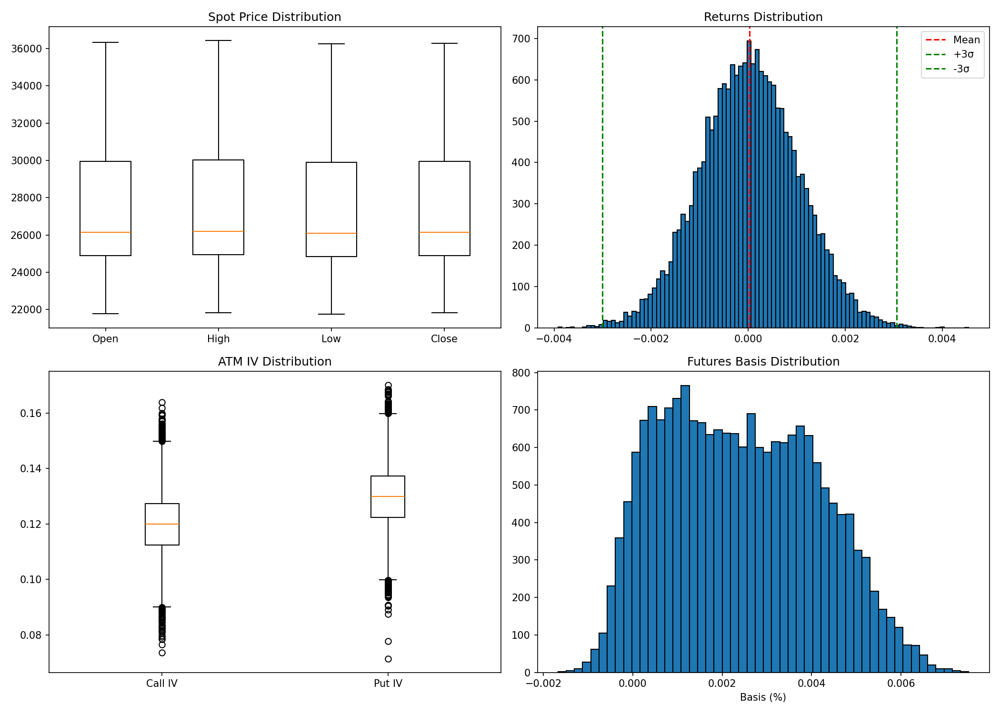 Spot Price Distribution
36000
34000
32000
30000
28000
26000
24000
22000
Open High Low Close
Returns Distribution
700
600
500
400
300
200
100
0
−0.004 −0.002 0.000 0.002 0.004
Mean
+3σ
-3σ
ATM IV Distribution
0.16
0.14
0.12
0.10
0.08
Call IV Put IV
Futures Basis Distribution
800
700
600
500
400
300
200
100
0
−0.002 0.000 0.002 0.004 0.006
Basis (%)